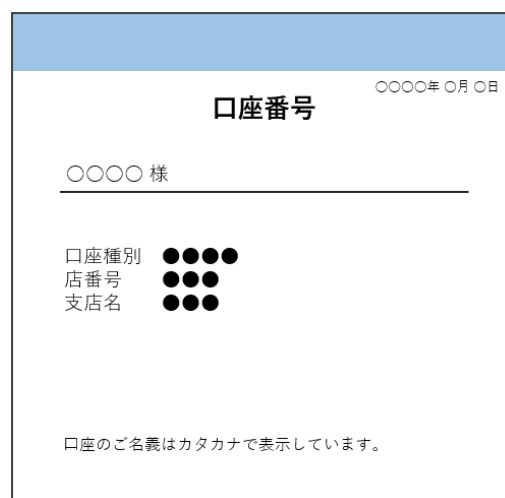 ○○○○年 ○月 ○日
口座番号
○○○○ 様
口座種別 ●●●●
店番号 ●●●
支店名 ●●●
口座のご名義はカタカナで表示しています。